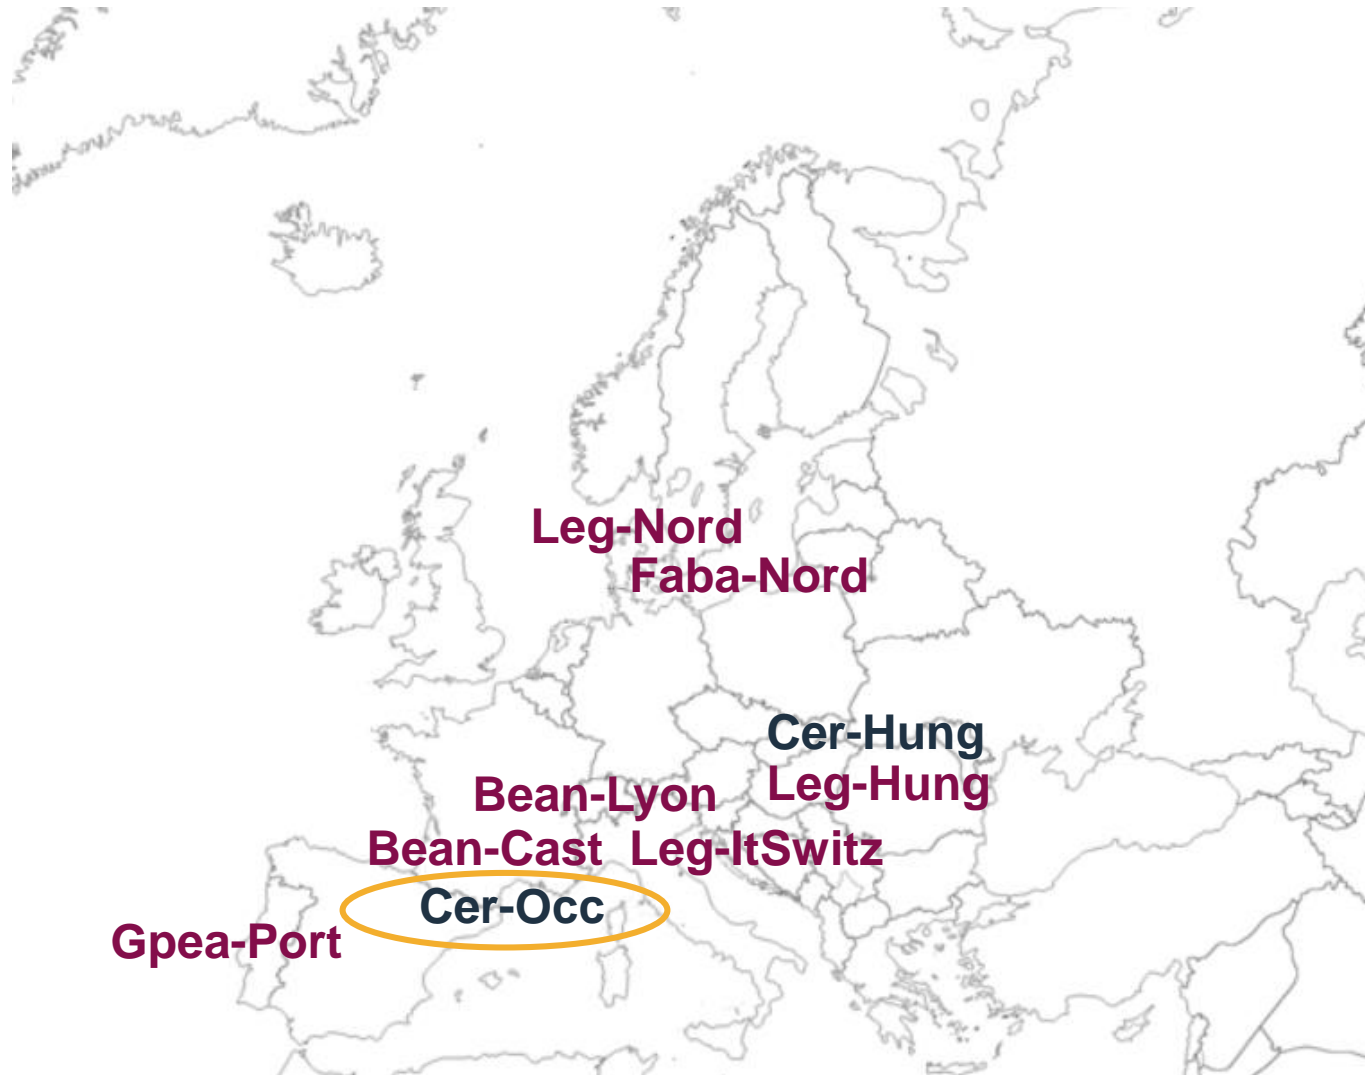 Leg-Nord
Faba-Nord
Cer-Hung
Leg-Hung
Bean-Lyon
Bean-Cast
Leg-ItSwitz
Cer-Occ
Gpea-Port